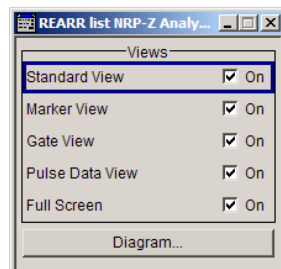 REARR list NRP-Z Analy...
Views
Standard View On
Marker View On
Gate View On
Pulse Data View On
Full Screen On
Diagram...